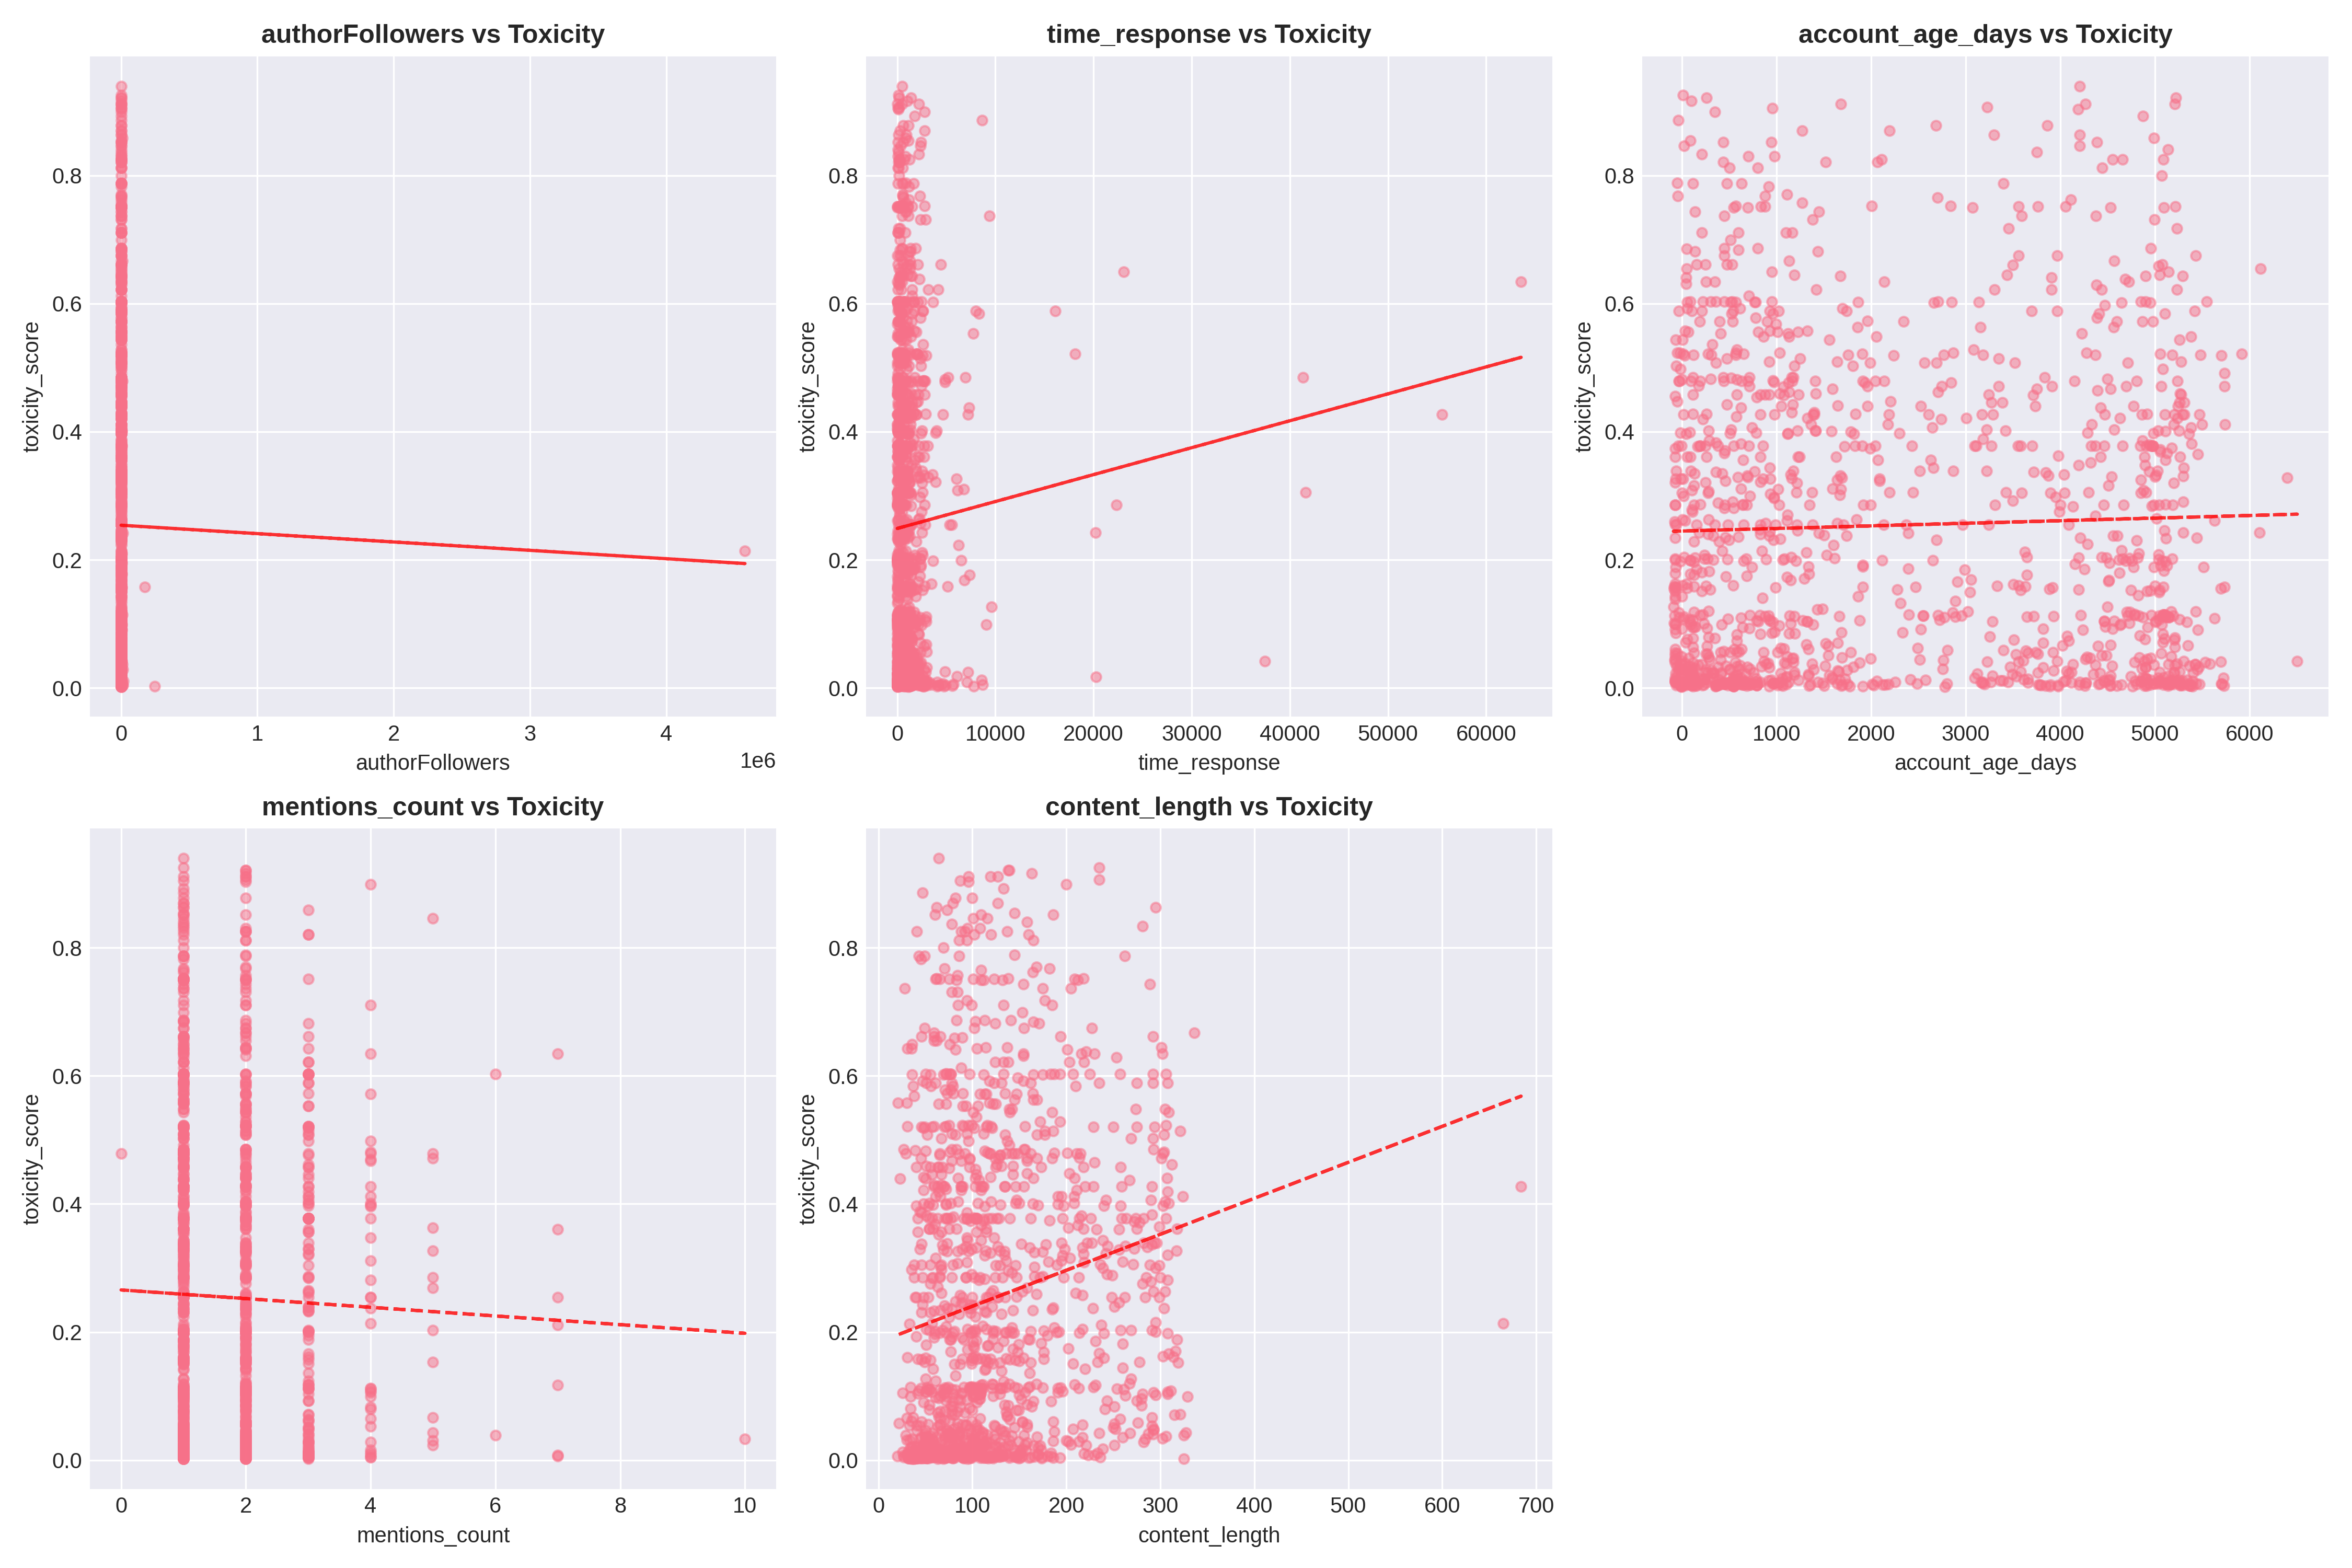 authorFollowers vs Toxicity
toxicity_score
0.8
0.6
0.4
0.2
0.0
0 1 2 3 4
1e6
authorFollowers
time_response vs Toxicity
toxicity_score
0.8
0.6
0.4
0.2
0.0
0 10000 20000 30000 40000 50000 60000
time_response
account_age_days vs Toxicity
toxicity_score
0.8
0.6
0.4
0.2
0.0
0 1000 2000 3000 4000 5000 6000
account_age_days
mentions_count vs Toxicity
toxicity_score
0.8
0.6
0.4
0.2
0.0
0 2 4 6 8 10
mentions_count
content_length vs Toxicity
toxicity_score
0.8
0.6
0.4
0.2
0.0
0 100 200 300 400 500 600 700
content_length